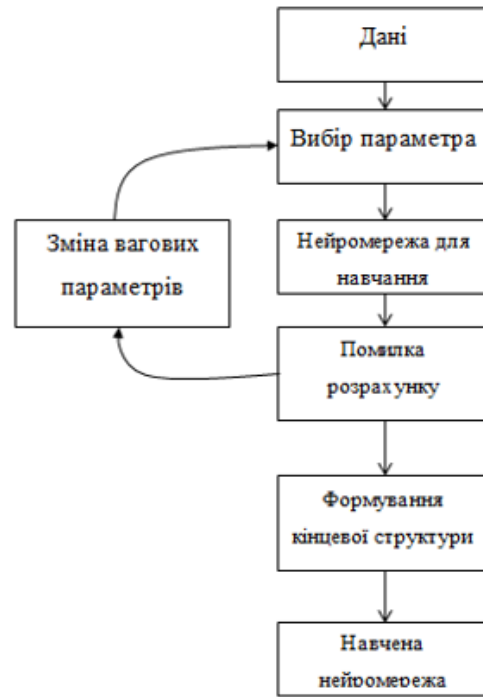 Дані
Вибір параметра
Зміна вагових
параметрів
Нейромережа для
навчання
Помилка
розрахунку
Формування
кінцевої структури
Навчена
нейромережа